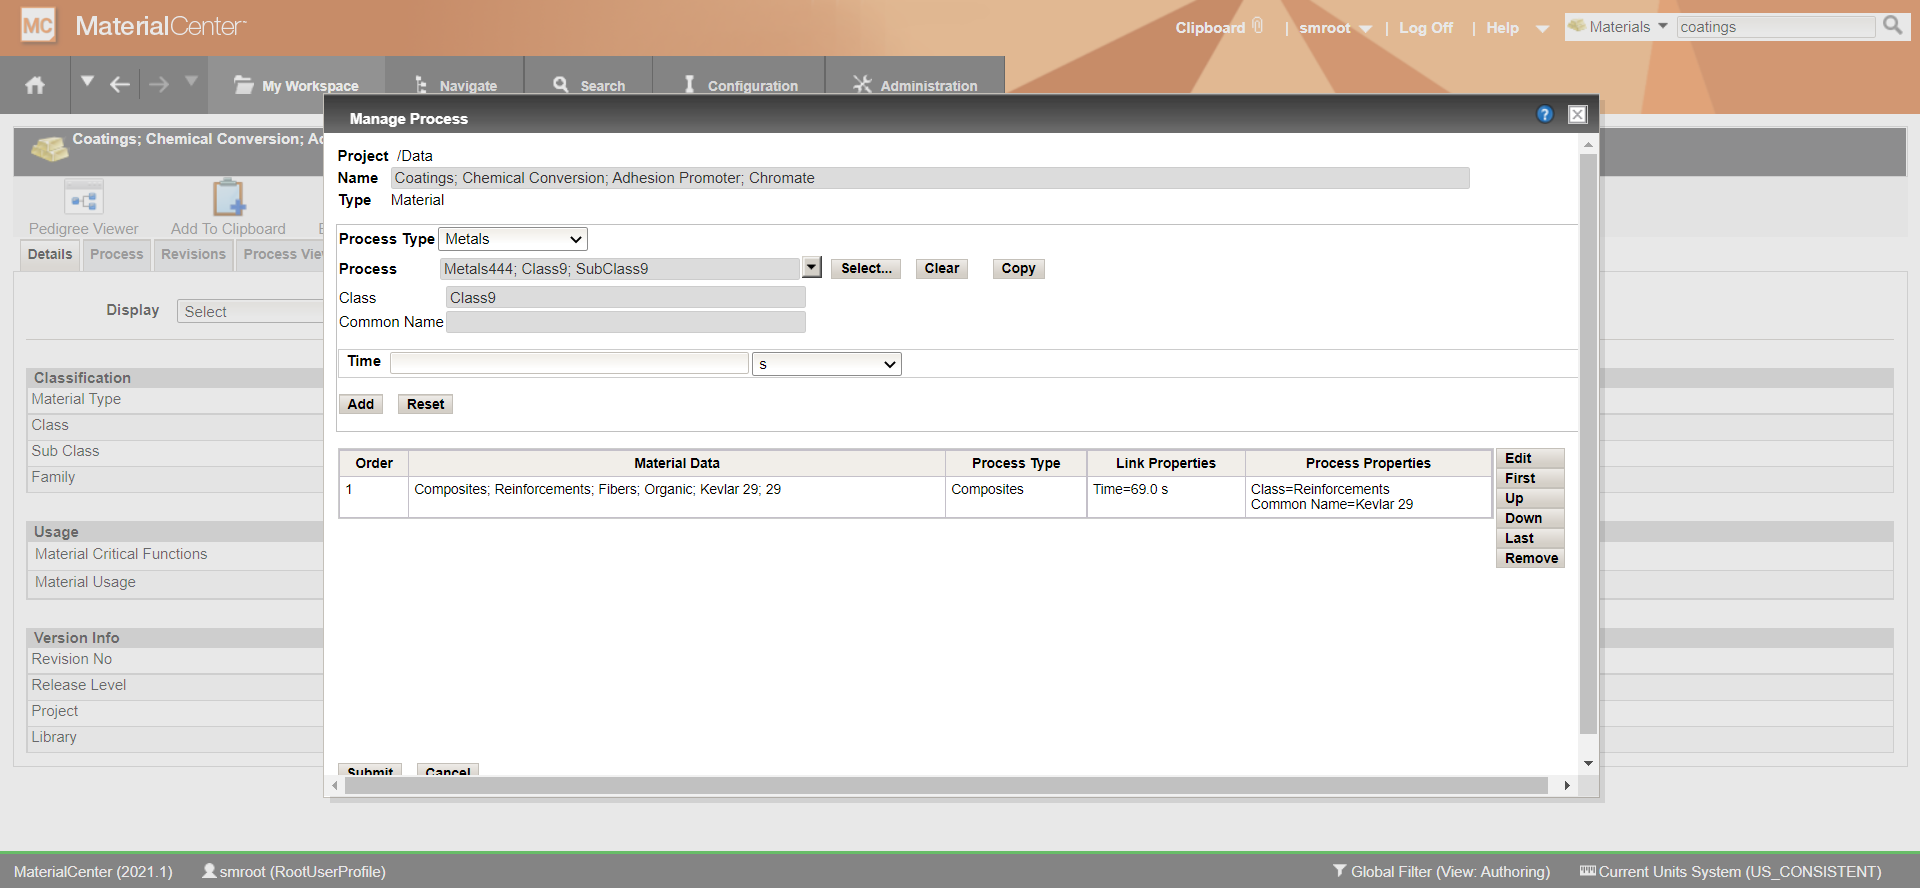 MC MaterialCenter
Clipboard | smroot | Log Off | Help
Materials coatings
My Workspace Navigate Search Configuration Administration
Coatings; Chemical Conversion;
Pedigree Viewer Add To Clipboard
Details Process Revisions
Display Select
Classification
Material Type
Class
Sub Class
Family
Usage
Material Critical Functions
Material Usage
Version Info
Revision No
Release Level
Project
Library
Manage Process ?
Project /Data
Name Coatings; Chemical Conversion; Adhesion Promoter; Chromate
Type Material
Process Type Metals
Process Metals444; Class9; SubClass9 Select... Clear Copy
Class Class9
Common Name
Time s
Add Reset
Order Material Data Process Type Link Properties Process Properties
1 Composites; Reinforcements; Fibers; Organic; Kevlar 29; 29 Composites Time=69.0 s Class=Reinforcements
Common Name=Kevlar 29
Edit
First
Up
Down
Last
Remove
Submit Cancel
MaterialCenter (2021.1) smroot (RootUserProfile) Global Filter (View: Authoring) Current Units System (US_CONSISTENT)